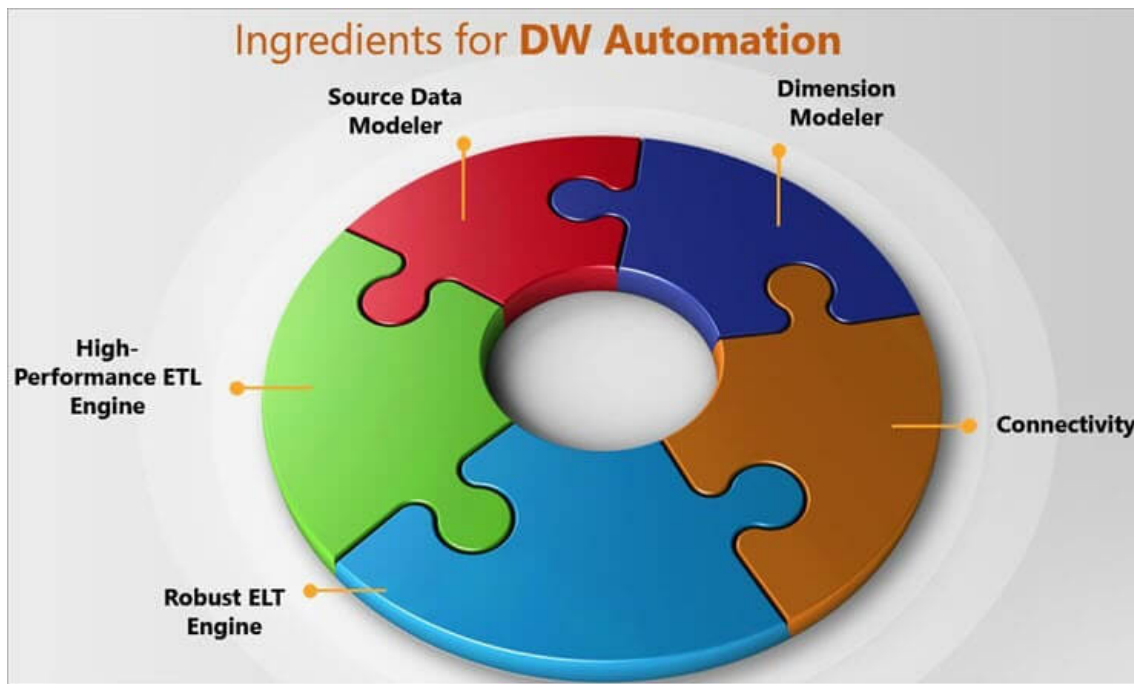 Ingredients for DW Automation
Source Data
Modeler
Dimension
Modeler
High-
Performance ETL
Engine
Connectivity
Robust ELT
Engine